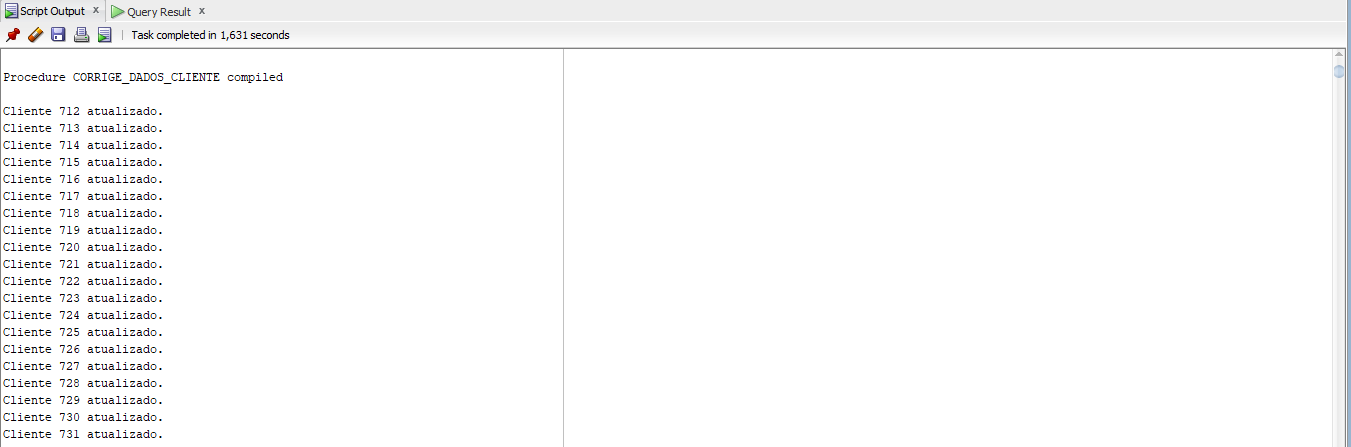 Script Output x Query Result x
Task completed in 1,631 seconds
Procedure CORRIGE_DADOS_CLIENTE compiled
Cliente 712 atualizado.
Cliente 713 atualizado.
Cliente 714 atualizado.
Cliente 715 atualizado.
Cliente 716 atualizado.
Cliente 717 atualizado.
Cliente 718 atualizado.
Cliente 719 atualizado.
Cliente 720 atualizado.
Cliente 721 atualizado.
Cliente 722 atualizado.
Cliente 723 atualizado.
Cliente 724 atualizado.
Cliente 725 atualizado.
Cliente 726 atualizado.
Cliente 727 atualizado.
Cliente 728 atualizado.
Cliente 729 atualizado.
Cliente 730 atualizado.
Cliente 731 atualizado.